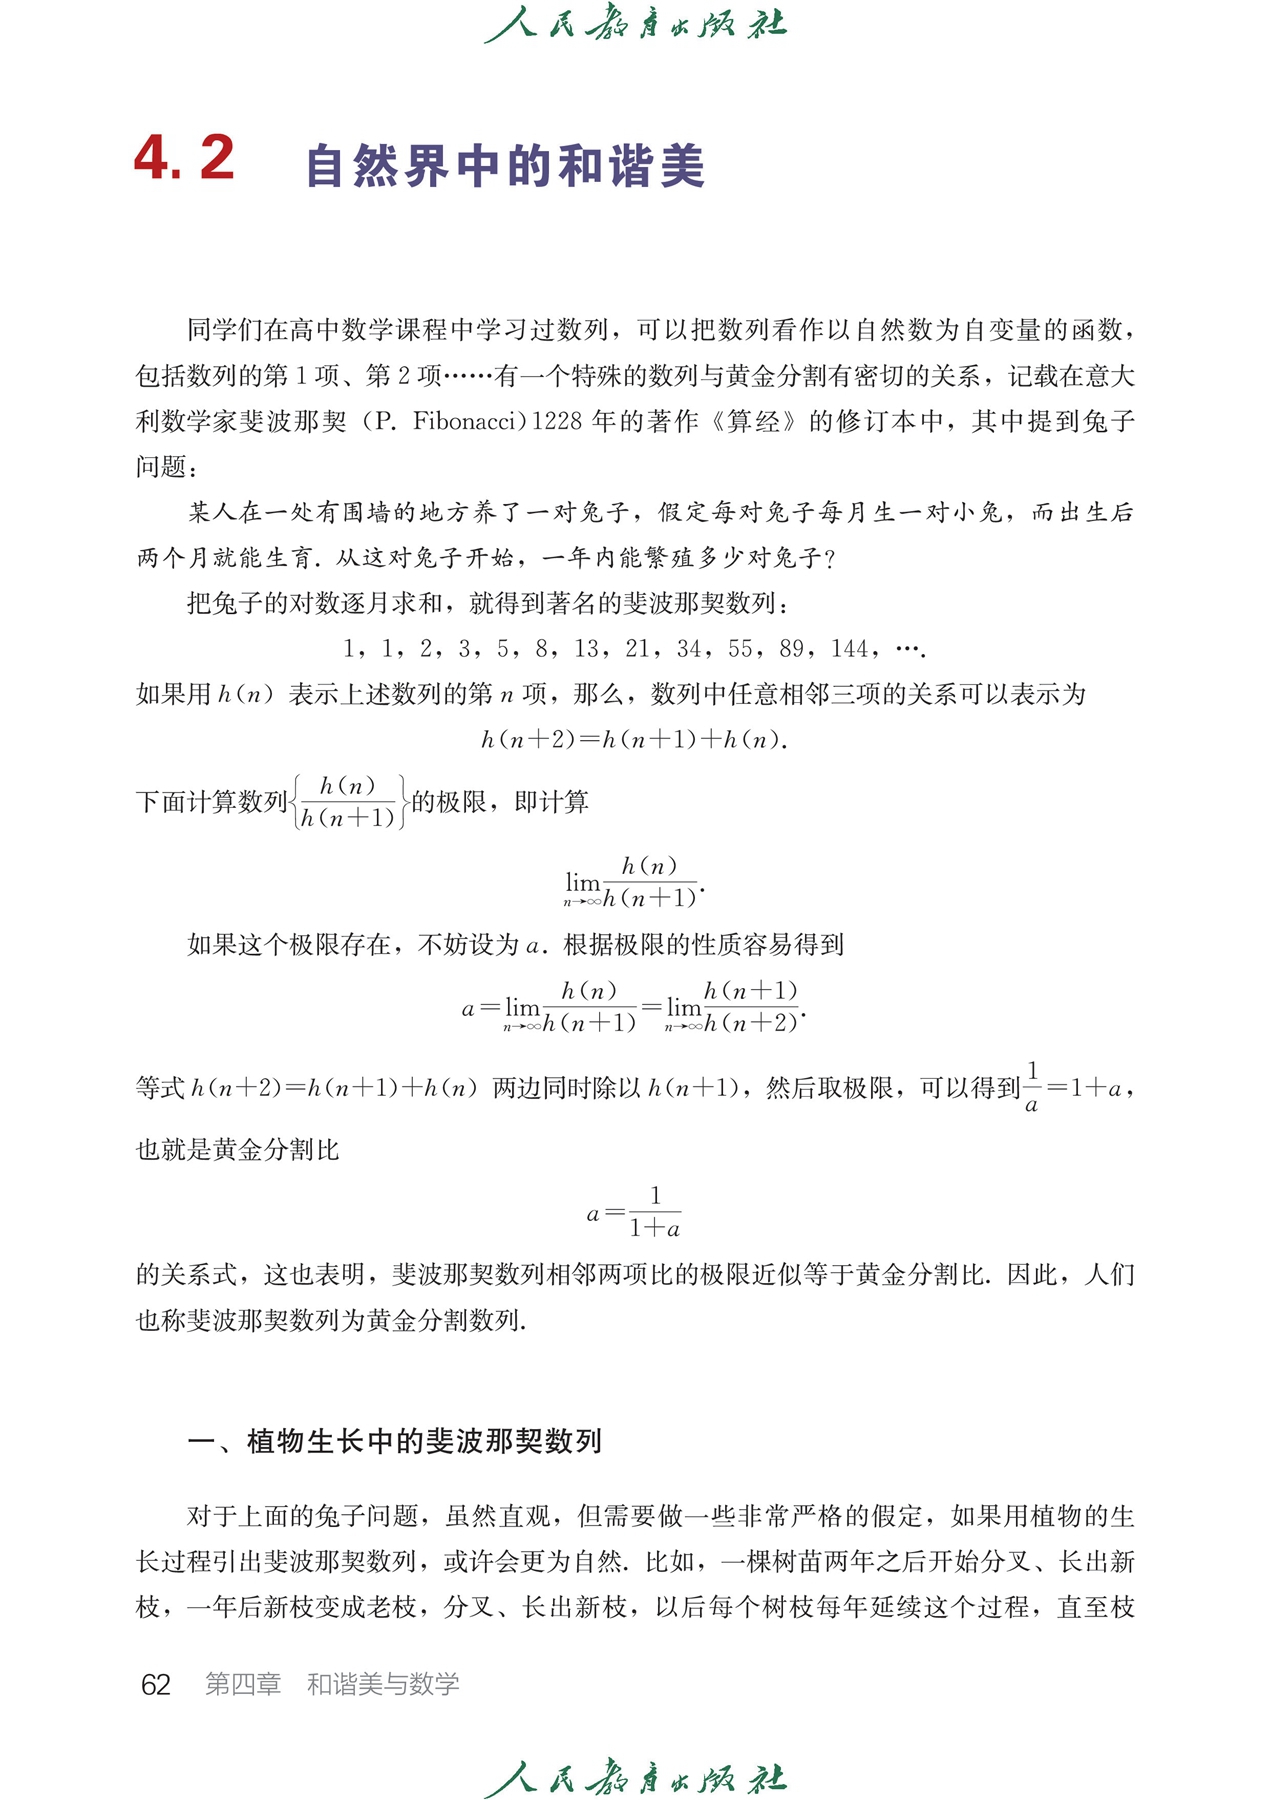 人民教育出版社
4.2 自然界中的和谐美
同学们在高中数学课程中学习过数列，可以把数列看作以自然数为自变量的函数，
包括数列的第 1 项、第 2 项……有一个特殊的数列与黄金分割有密切的关系，记载在意大
利数学家斐波那契（P. Fibonacci）1228 年的著作《算经》的修订本中，其中提到兔子
问题：
某人在一处有围墙的地方养了一对兔子，假定每对兔子每月生一对小兔，而出生后
两个月就能生育．从这对兔子开始，一年内能繁殖多少对兔子？
把兔子的对数逐月求和，就得到著名的斐波那契数列：
1，1，2，3，5，8，13，21，34，55，89，144，….
如果用 h(n) 表示上述数列的第 n 项，那么，数列中任意相邻三项的关系可以表示为
h(n+2)=h(n+1)+h(n).
下面计算数列{h(n)/h(n+1)}的极限，即计算
lim n→∞ h(n)/h(n+1).
如果这个极限存在，不妨设为 a．根据极限的性质容易得到
a=lim n→∞ h(n)/h(n+1)=lim n→∞ h(n+1)/h(n+2).
等式 h(n+2)=h(n+1)+h(n) 两边同时除以 h(n+1)，然后取极限，可以得到1/a=1+a，
也就是黄金分割比
a=1/(1+a)
的关系式，这也表明，斐波那契数列相邻两项比的极限近似等于黄金分割比．因此，人们
也称斐波那契数列为黄金分割数列．
一、植物生长中的斐波那契数列
对于上面的兔子问题，虽然直观，但需要做一些非常严格的假定，如果用植物的生
长过程引出斐波那契数列，或许会更为自然．比如，一棵树苗两年之后开始分叉、长出新
枝，一年后新枝变成老枝，分叉、长出新枝，以后每个树枝每年延续这个过程，直至枝
62 第四章 和谐美与数学
人民教育出版社